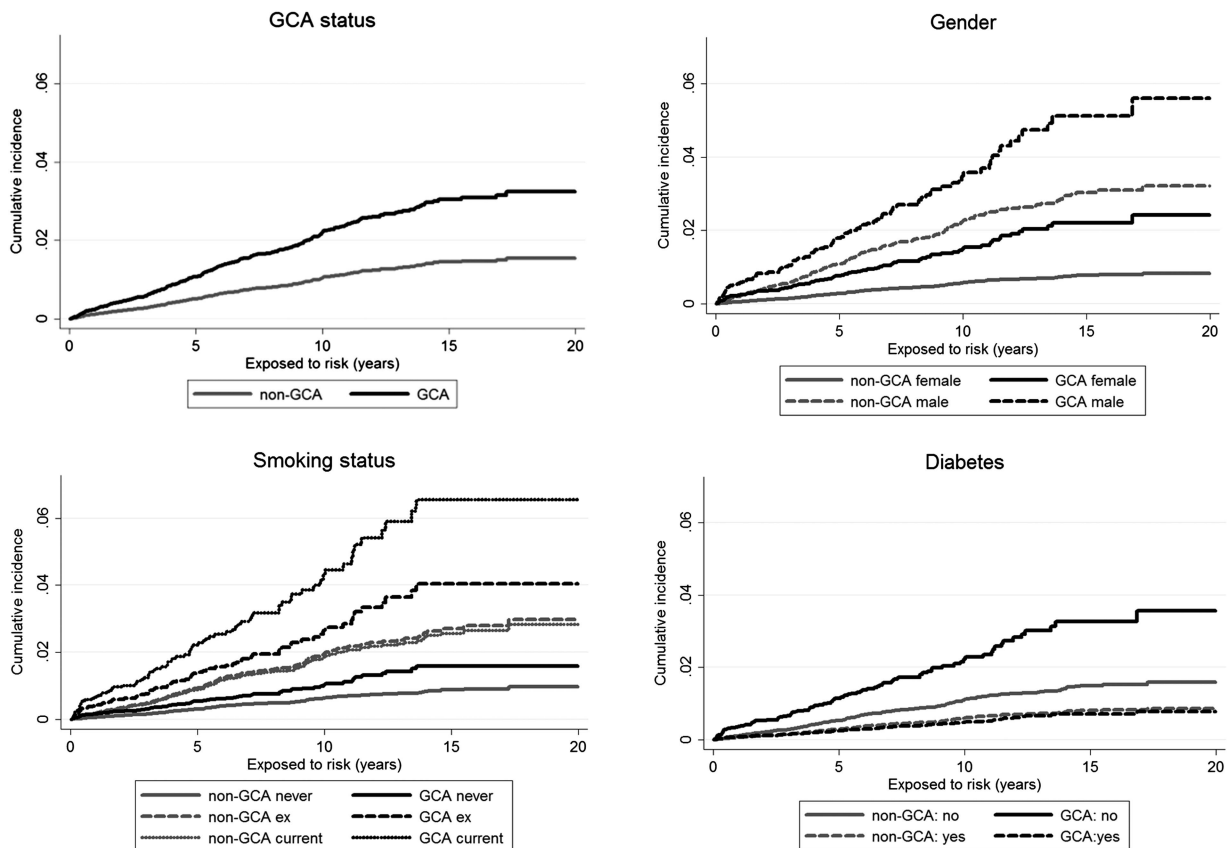 GCA status
Cumulative incidence
.06
.04
.02
0
0 5 10 15 20
Exposed to risk (years)
non-GCA GCA
Gender
Cumulative incidence
.06
.04
.02
0
0 5 10 15 20
Exposed to risk (years)
non-GCA female GCA female
non-GCA male GCA male
Smoking status
Cumulative incidence
.06
.04
.02
0
0 5 10 15 20
Exposed to risk (years)
non-GCA never GCA never
non-GCA ex GCA ex
non-GCA current GCA current
Diabetes
Cumulative incidence
.06
.04
.02
0
0 5 10 15 20
Exposed to risk (years)
non-GCA: no GCA: no
non-GCA: yes GCA:yes